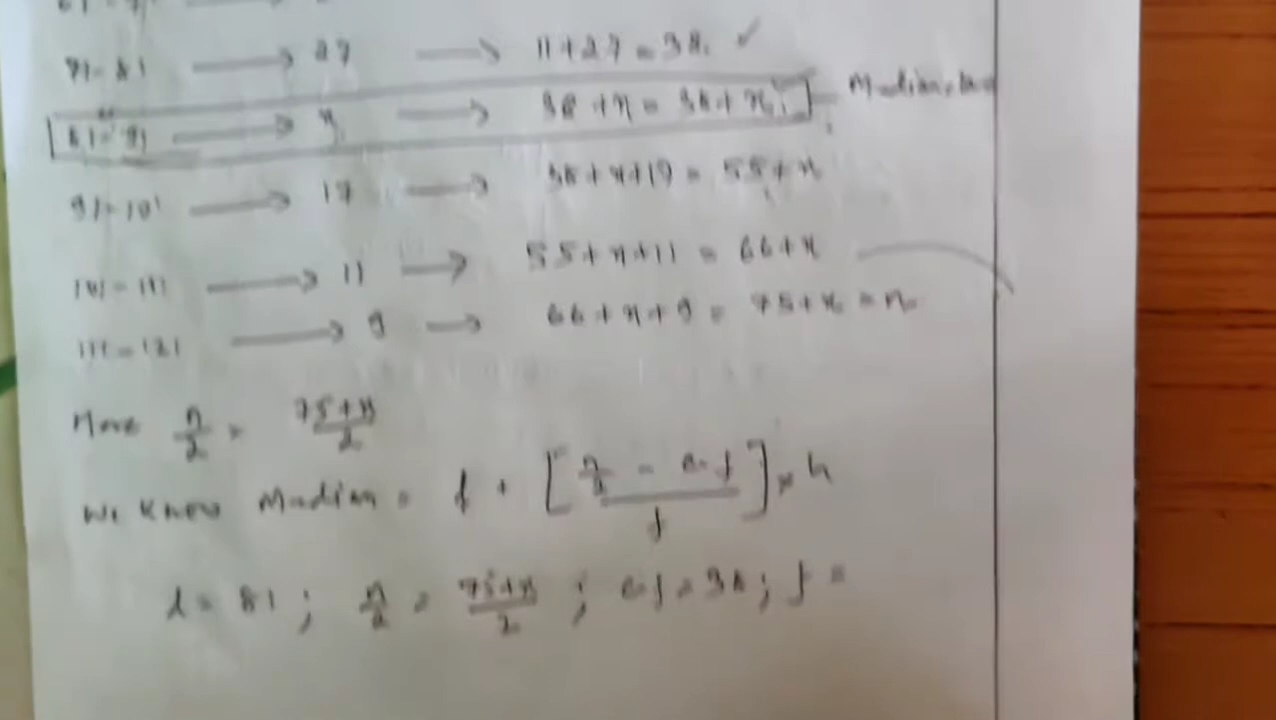 71-81 → 27 → 11+27=38. ✓
81-91 → x → 38+x = 38+x
91-101 → 17 → 38+x+17 = 55+x
101-111 → 11 → 55+x+11 = 66+x
111-121 → 9 → 66+x+9 = 75+x = n
n/2 = 75+x/2
We know Median = l + [n/2 - c.f / f] × h
l = 81; n/2 = 75+x/2; c.f = 38; f =